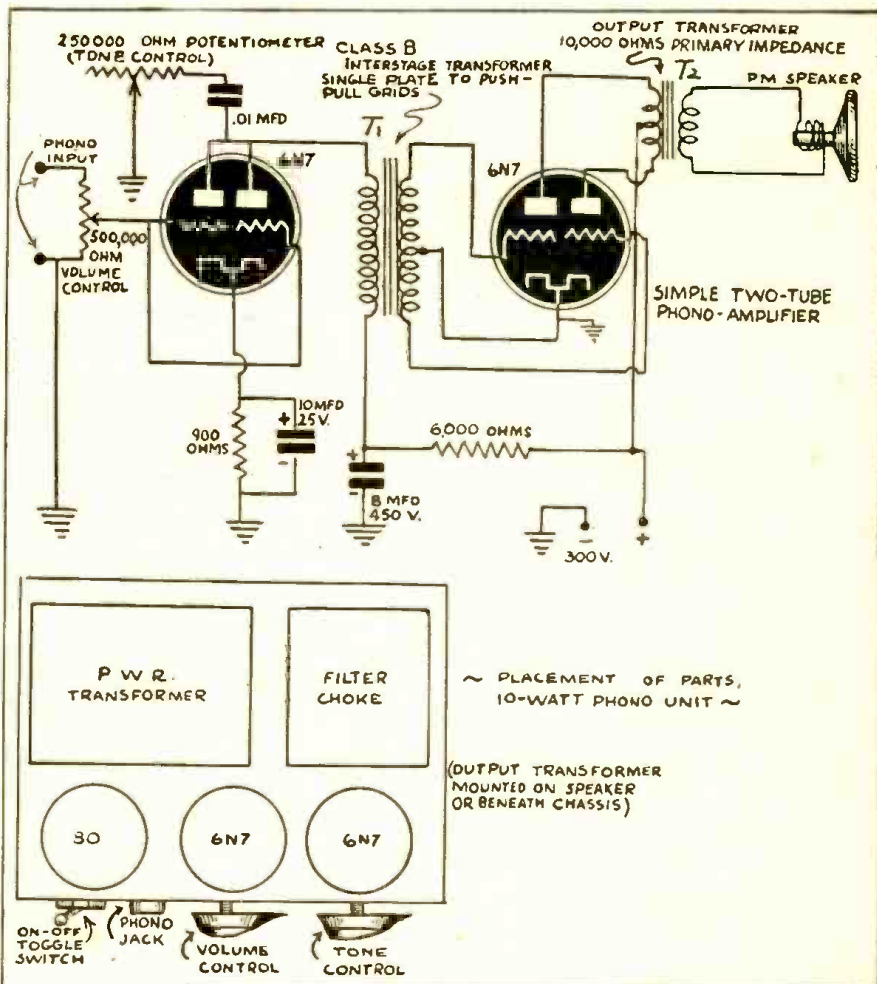 250000 OHM POTENTIOMETER
(TONE CONTROL)
.01 MFD
PHONO
INPUT
500,000
OHM
VOLUME
CONTROL
6N7
900
OHMS
+
10 MFD
25 V.
-
CLASS B
INTERSTAGE TRANSFORMER
SINGLE PLATE TO PUSH-
PULL GRIDS
T1
6N7
OUTPUT TRANSFORMER
10,000 OHMS PRIMARY IMPEDANCE
T2
PM SPEAKER
SIMPLE TWO-TUBE
PHONO-AMPLIFIER
6,000 OHMS
+
-
8 MFD
450 V.
-
+
300 V.
PWR.
TRANSFORMER
FILTER
CHOKE
~ PLACEMENT OF PARTS,
10-WATT PHONO UNIT ~
(OUTPUT TRANSFORMER
MOUNTED ON SPEAKER
OR BENEATH CHASSIS)
80
6N7
6N7
ON-OFF
TOGGLE
SWITCH
PHONO
JACK
VOLUME
CONTROL
TONE
CONTROL